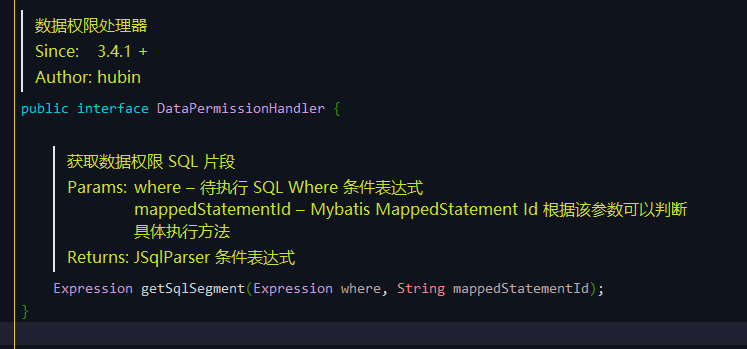 数据权限处理器
Since: 3.4.1 +
Author: hubin
public interface DataPermissionHandler {
获取数据权限 SQL 片段
Params: where – 待执行 SQL Where 条件表达式
mappedStatementId – Mybatis MappedStatement Id 根据该参数可以判断
具体执行方法
Returns: JSqlParser 条件表达式
Expression getSqlSegment(Expression where, String mappedStatementId);
}